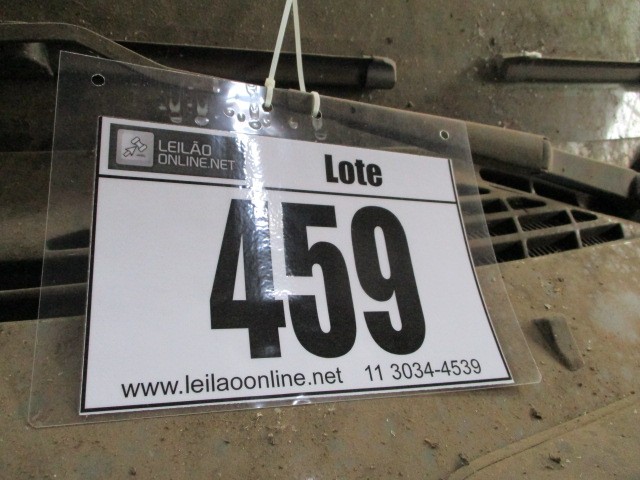 LEILÃO
ONLINE.NET
Lote
459
www.leilaoonline.net 11 3034-4539